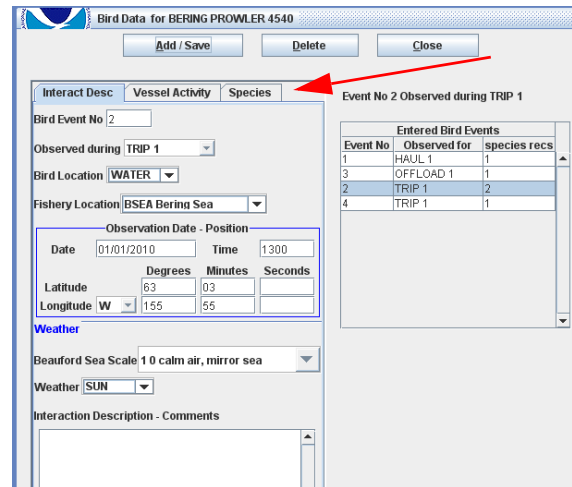 Bird Data for BERING PROWLER 4540
Add / Save Delete Close
Interact Desc Vessel Activity Species
Event No 2 Observed during TRIP 1
Bird Event No 2
Observed during TRIP 1
Bird Location WATER
Fishery Location BSEA Bering Sea
Observation Date - Position
Date 01/01/2010 Time 1300
Degrees Minutes Seconds
Latitude 63 03
Longitude W 155 55
Weather
Beauford Sea Scale 1 0 calm air, mirror sea
Weather SUN
Interaction Description - Comments
Entered Bird Events
Event No Observed for species recs
1 HAUL 1 1
3 OFFLOAD 1 1
2 TRIP 1 2
4 TRIP 1 1